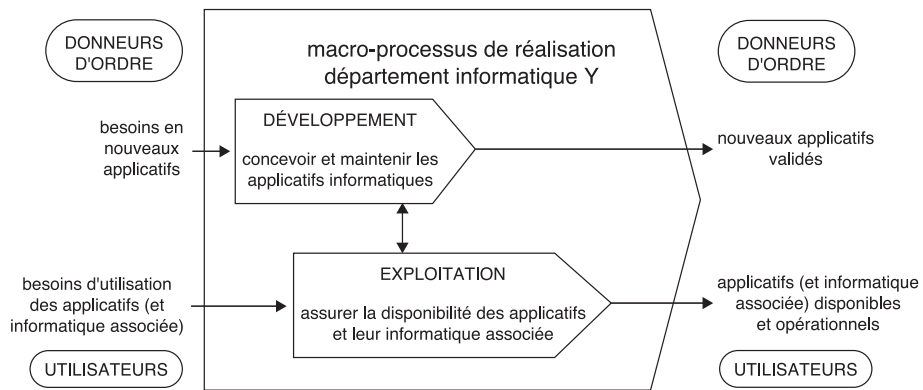 DONNEURS
D'ORDRE
macro-processus de réalisation
département informatique Y
DONNEURS
D'ORDRE
besoins en
nouveaux
applicatifs
DÉVELOPPEMENT
concevoir et maintenir les
applicatifs informatiques
nouveaux applicatifs
validés
besoins d'utilisation
des applicatifs (et
informatique associée)
EXPLOITATION
assurer la disponibilité des applicatifs
et leur informatique associée
applicatifs (et informatique
associée) disponibles
et opérationnels
UTILISATEURS
UTILISATEURS